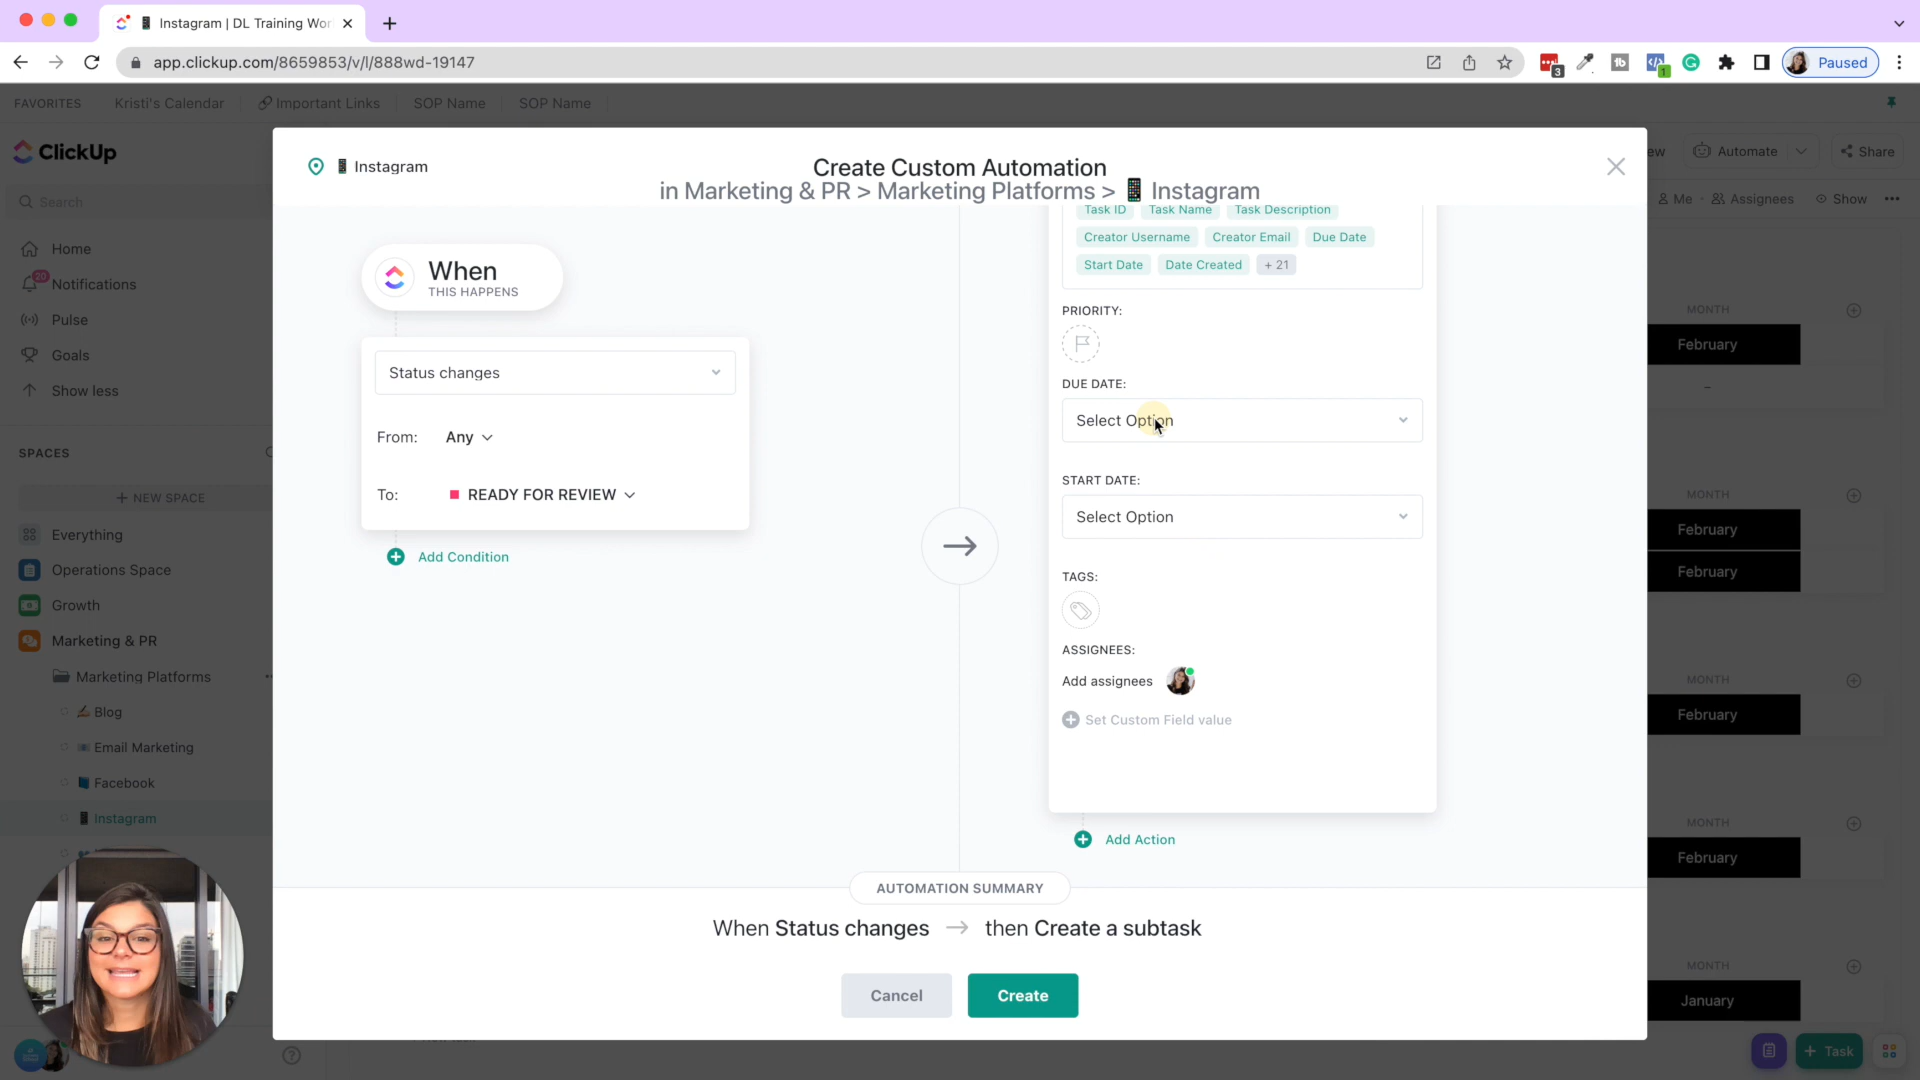 Instagram | DL Training Wor
app.clickup.com/8659853/v/l/888wd-19147
3
1
Paused
FAVORITES
Kristi's Calendar
Important Links
SOP Name
SOP Name
ClickUp
Search
Home
20
Notifications
Pulse
Goals
Show less
SPACES
+ NEW SPACE
Everything
Operations Space
Growth
Marketing & PR
Marketing Platforms
Blog
Email Marketing
Facebook
Instagram
Instagram
Create Custom Automation
in Marketing & PR > Marketing Platforms > Instagram
When
THIS HAPPENS
Status changes
From: Any
To: READY FOR REVIEW
Add Condition
Task ID Task Name Task Description
Creator Username Creator Email Due Date
Start Date Date Created + 21
PRIORITY:
DUE DATE:
Select Option
START DATE:
Select Option
TAGS:
ASSIGNEES:
Add assignees
Set Custom Field value
Add Action
AUTOMATION SUMMARY
When Status changes → then Create a subtask
Cancel
Create
ew
Automate
Share
Me
Assignees
Show
MONTH
February
–
MONTH
February
February
MONTH
February
MONTH
February
MONTH
January
+ Task